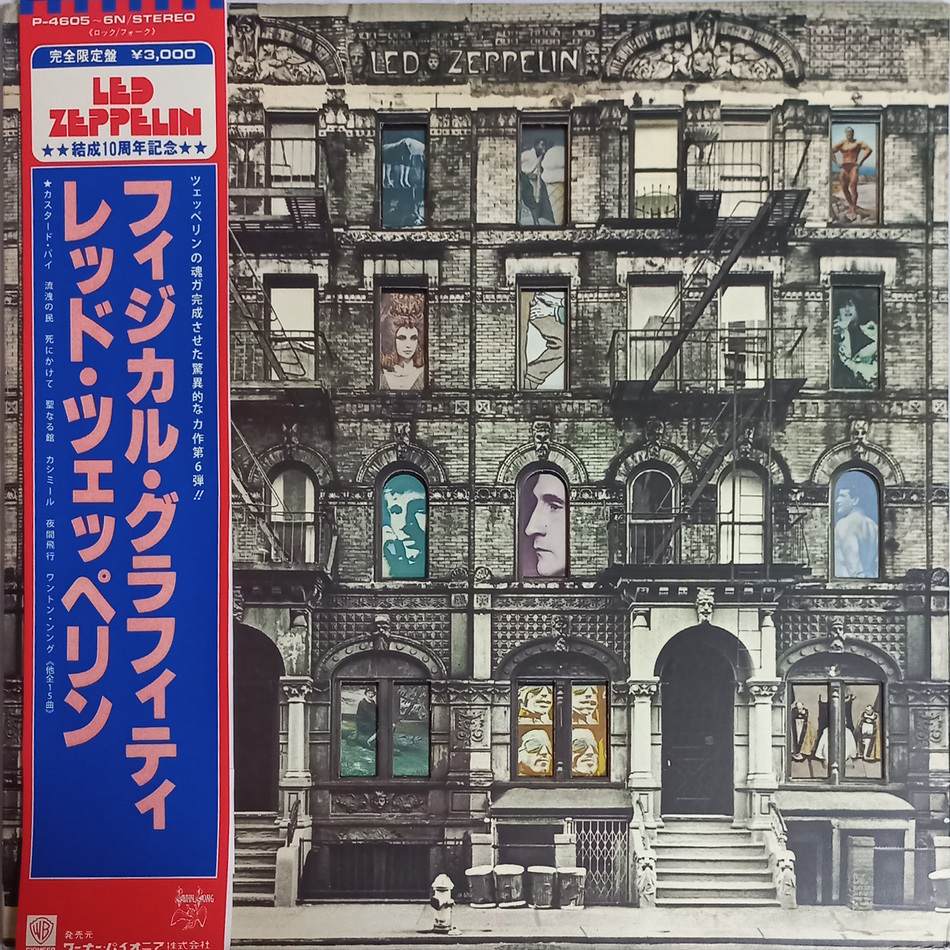 P-4605~6N/STEREO
《ロック/フォーク》
完全限定盤 ¥3,000
LED
ZEPPELIN
★★結成10周年記念★★
ツェッペリンの魂ガ完成させた驚異的な力作第6弾!!
フィジカル・グラフィティ
レッド・ツェッペリン
★カスタード・パイ 流浪の民 死にかけて 聖なる館 カシミール 夜間飛行 ワントン・ソング 《他全15曲》
LED ZEPPELIN
SWAN SONG
WB
PIONEER
発売元
ワーナー・パイオニア株式会社